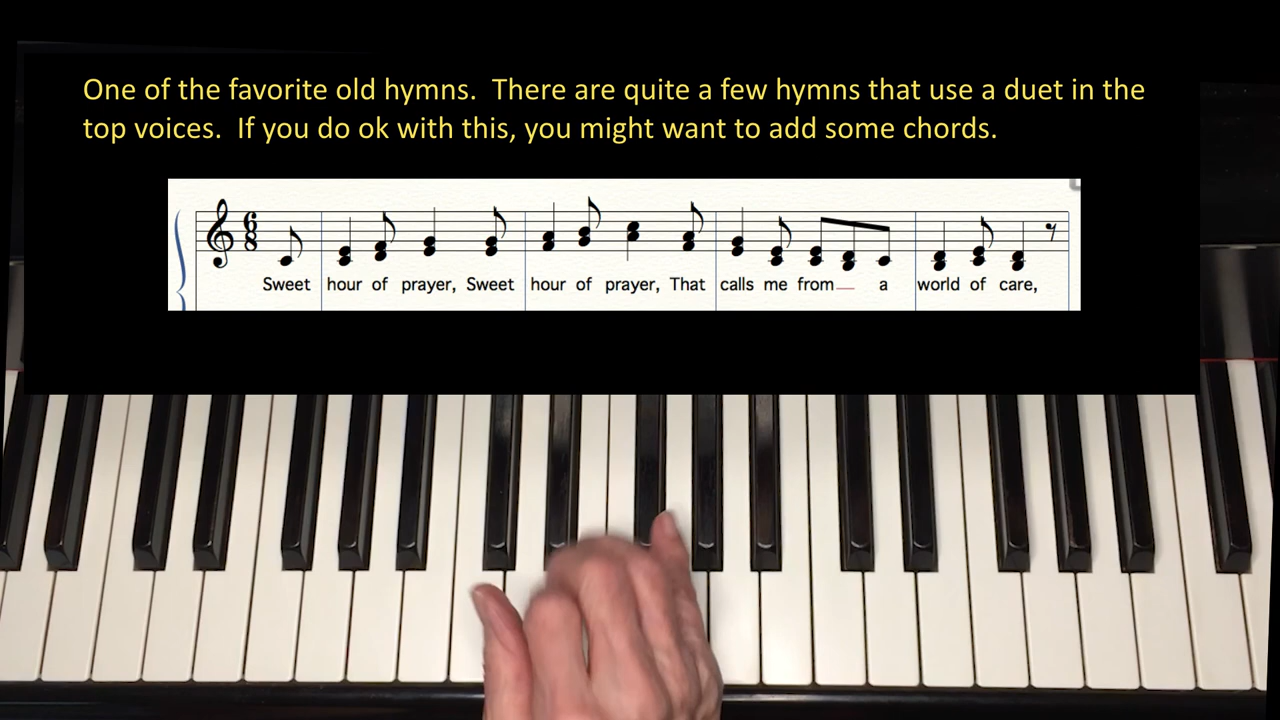 One of the favorite old hymns. There are quite a few hymns that use a duet in the
top voices. If you do ok with this, you might want to add some chords.
6
8
Sweet hour of prayer, Sweet hour of prayer, That calls me from a world of care,